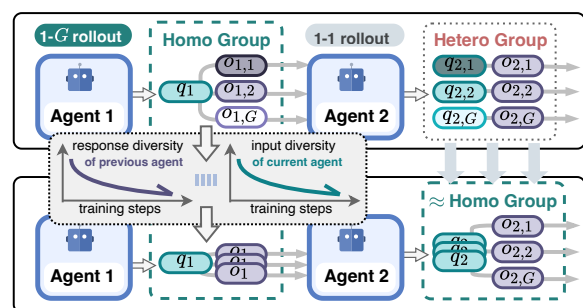 1-G rollout
Homo Group
1-1 rollout
Hetero Group
Agent 1
q1
o1,1
o1,2
o1,G
Agent 2
q2,1
o2,1
q2,2
o2,2
q2,G
o2,G
response diversity
of previous agent
training steps
input diversity
of current agent
training steps
≈ Homo Group
Agent 1
q1
o1
o1
o1
Agent 2
q2
q2
q2
o2,1
o2,2
o2,G